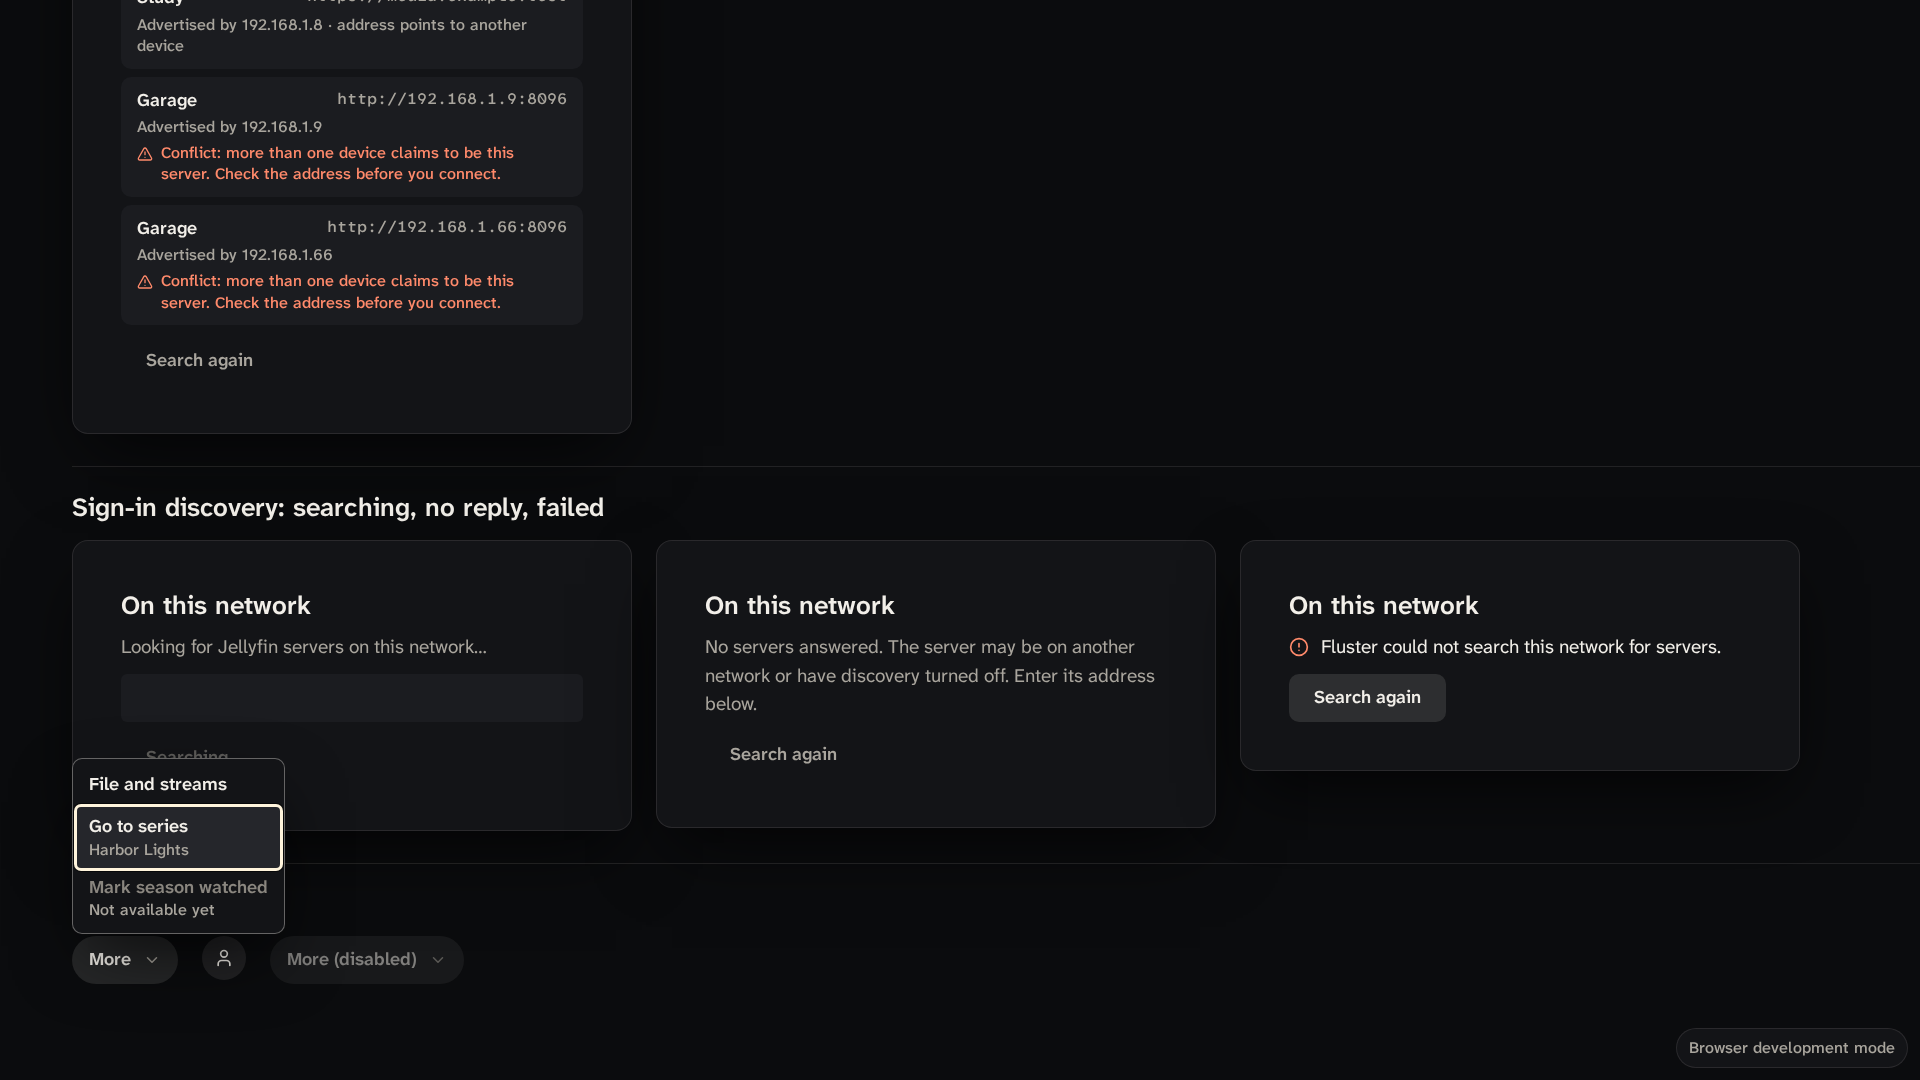 Study
Advertised by 192.168.1.8 · address points to another
device
Garage
http://192.168.1.9:8096
Advertised by 192.168.1.9
Conflict: more than one device claims to be this
server. Check the address before you connect.
Garage
http://192.168.1.66:8096
Advertised by 192.168.1.66
Conflict: more than one device claims to be this
server. Check the address before you connect.
Search again
Sign-in discovery: searching, no reply, failed
On this network
Looking for Jellyfin servers on this network…
Searching
On this network
No servers answered. The server may be on another
network or have discovery turned off. Enter its address
below.
Search again
On this network
Fluster could not search this network for servers.
Search again
File and streams
Go to series
Harbor Lights
Mark season watched
Not available yet
More
More (disabled)
Browser development mode